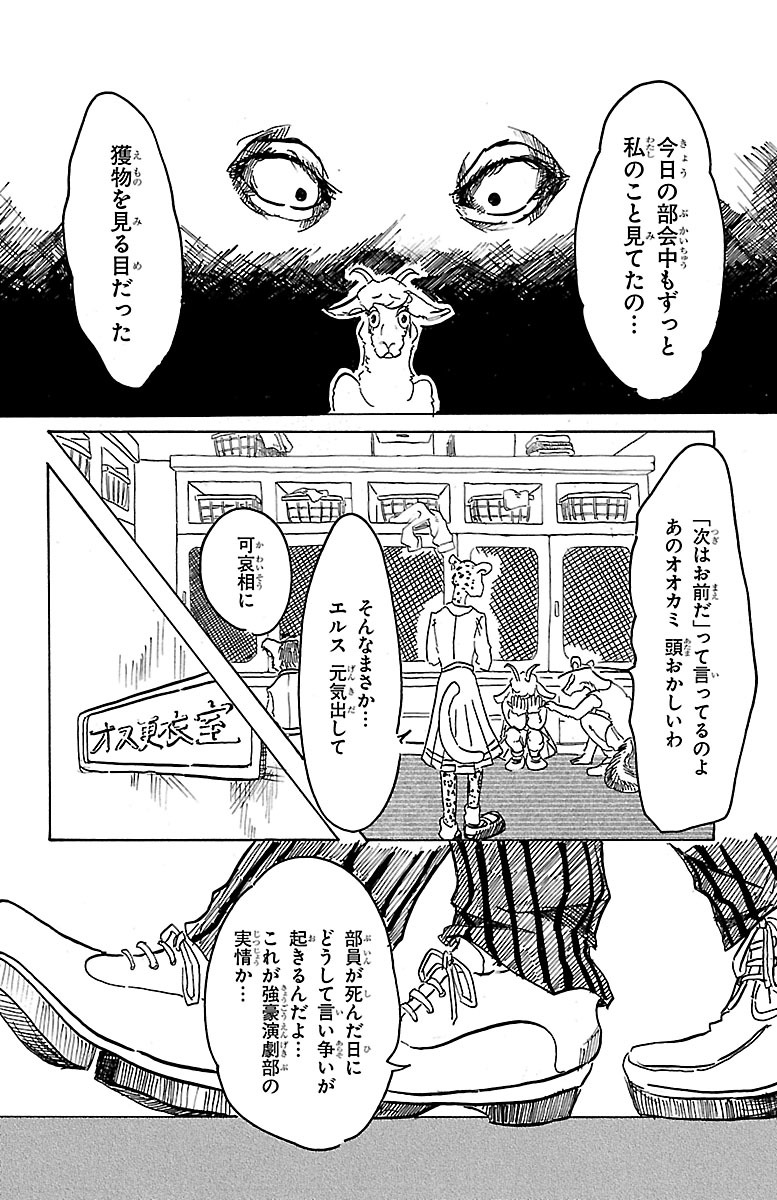 今日の部会中もずっと
私のこと見てたの…
獲物を見る目だった
「次はお前だ」って言ってるのよ
あのオオカミ 頭おかしいわ
そんなまさか…
エルス 元気出して
可哀相に
オス更衣室
部員が死んだ日に
どうして言い争いが
起きるんだよ…
これが強豪演劇部の
実情か…